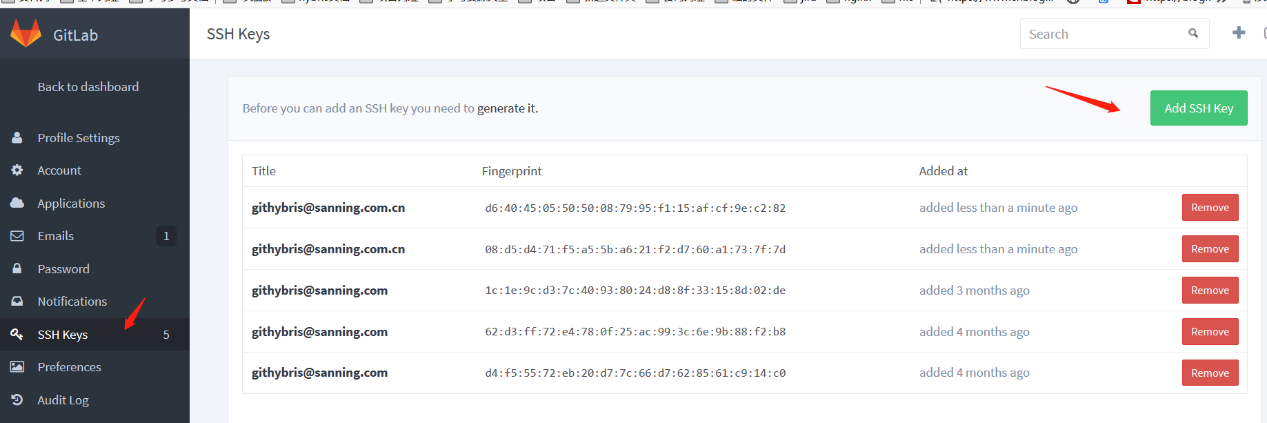 GitLab
SSH Keys
Search
Back to dashboard
Before you can add an SSH key you need to generate it.
Add SSH Key
Profile Settings
Account
Applications
Emails 1
Password
Notifications
SSH Keys 5
Preferences
Audit Log
Title Fingerprint Added at
githybris@sanning.com.cn d6:40:45:05:50:50:08:79:95:f1:15:af:cf:9e:c2:82 added less than a minute ago Remove
githybris@sanning.com.cn 08:d5:d4:71:f5:a5:5b:a6:21:f2:d7:60:a1:73:7f:7d added less than a minute ago Remove
githybris@sanning.com 1c:1e:9c:d3:7c:40:93:80:24:d8:8f:33:15:8d:02:de added 3 months ago Remove
githybris@sanning.com 62:d3:ff:72:e4:78:0f:25:ac:99:3c:6e:9b:88:f2:b8 added 4 months ago Remove
githybris@sanning.com d4:f5:55:72:eb:20:d7:7c:66:d7:62:85:61:c9:14:c0 added 4 months ago Remove